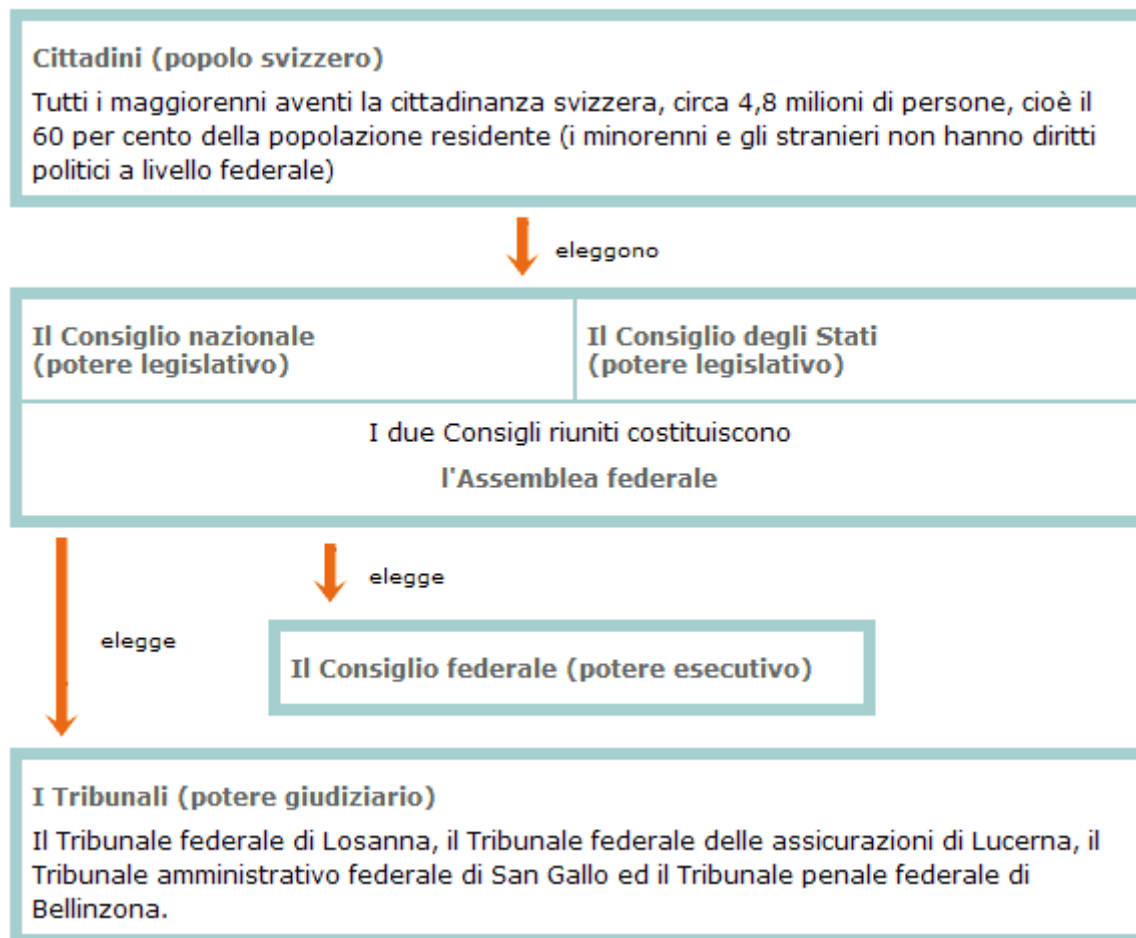 Cittadini (popolo svizzero)
Tutti i maggiorenni aventi la cittadinanza svizzera, circa 4,8 milioni di persone, cioè il
60 per cento della popolazione residente (i minorenni e gli stranieri non hanno diritti
politici a livello federale)
eleggono
Il Consiglio nazionale
(potere legislativo)
Il Consiglio degli Stati
(potere legislativo)
I due Consigli riuniti costituiscono
l'Assemblea federale
elegge
elegge
Il Consiglio federale (potere esecutivo)
I Tribunali (potere giudiziario)
Il Tribunale federale di Losanna, il Tribunale federale delle assicurazioni di Lucerna, il
Tribunale amministrativo federale di San Gallo ed il Tribunale penale federale di
Bellinzona.